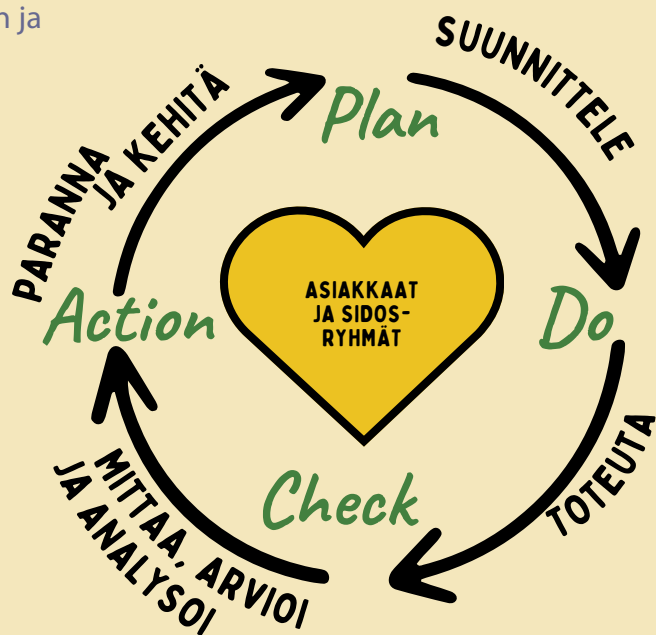 n ja
SUUNNITTELE
Plan
PARANNA
JA KEHITÄ
ASIAKKAAT
JA SIDOS-
RYHMÄT
Action
Do
Check
TOTEUTA
MITTAA, ARVIOI
JA ANALYSOI